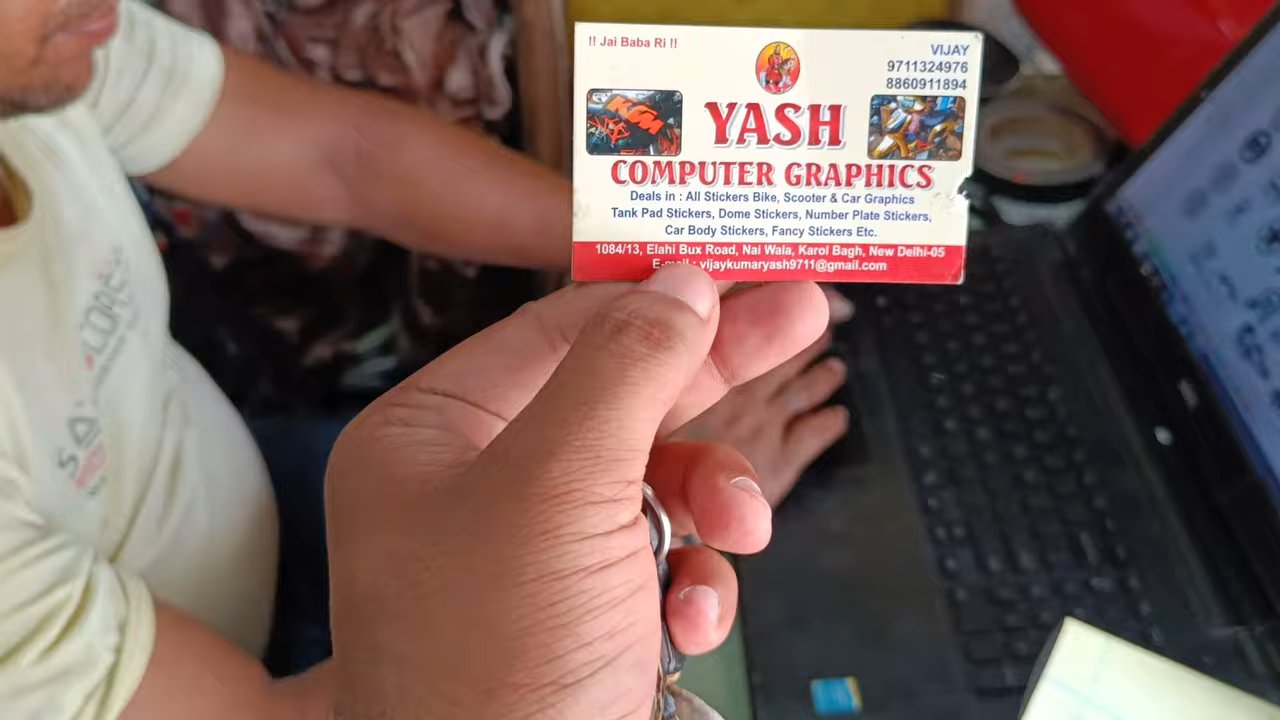 !! Jai Baba Ri !!
VIJAY
9711324976
8860911894
KTM
YASH
COMPUTER GRAPHICS
Deals in : All Stickers Bike, Scooter & Car Graphics
Tank Pad Stickers, Dome Stickers, Number Plate Stickers,
Car Body Stickers, Fancy Stickers Etc.
1084/13, Elahi Bux Road, Nai Wala, Karol Bagh, New Delhi-05
E-mail : vijaykumaryash9711@gmail.com